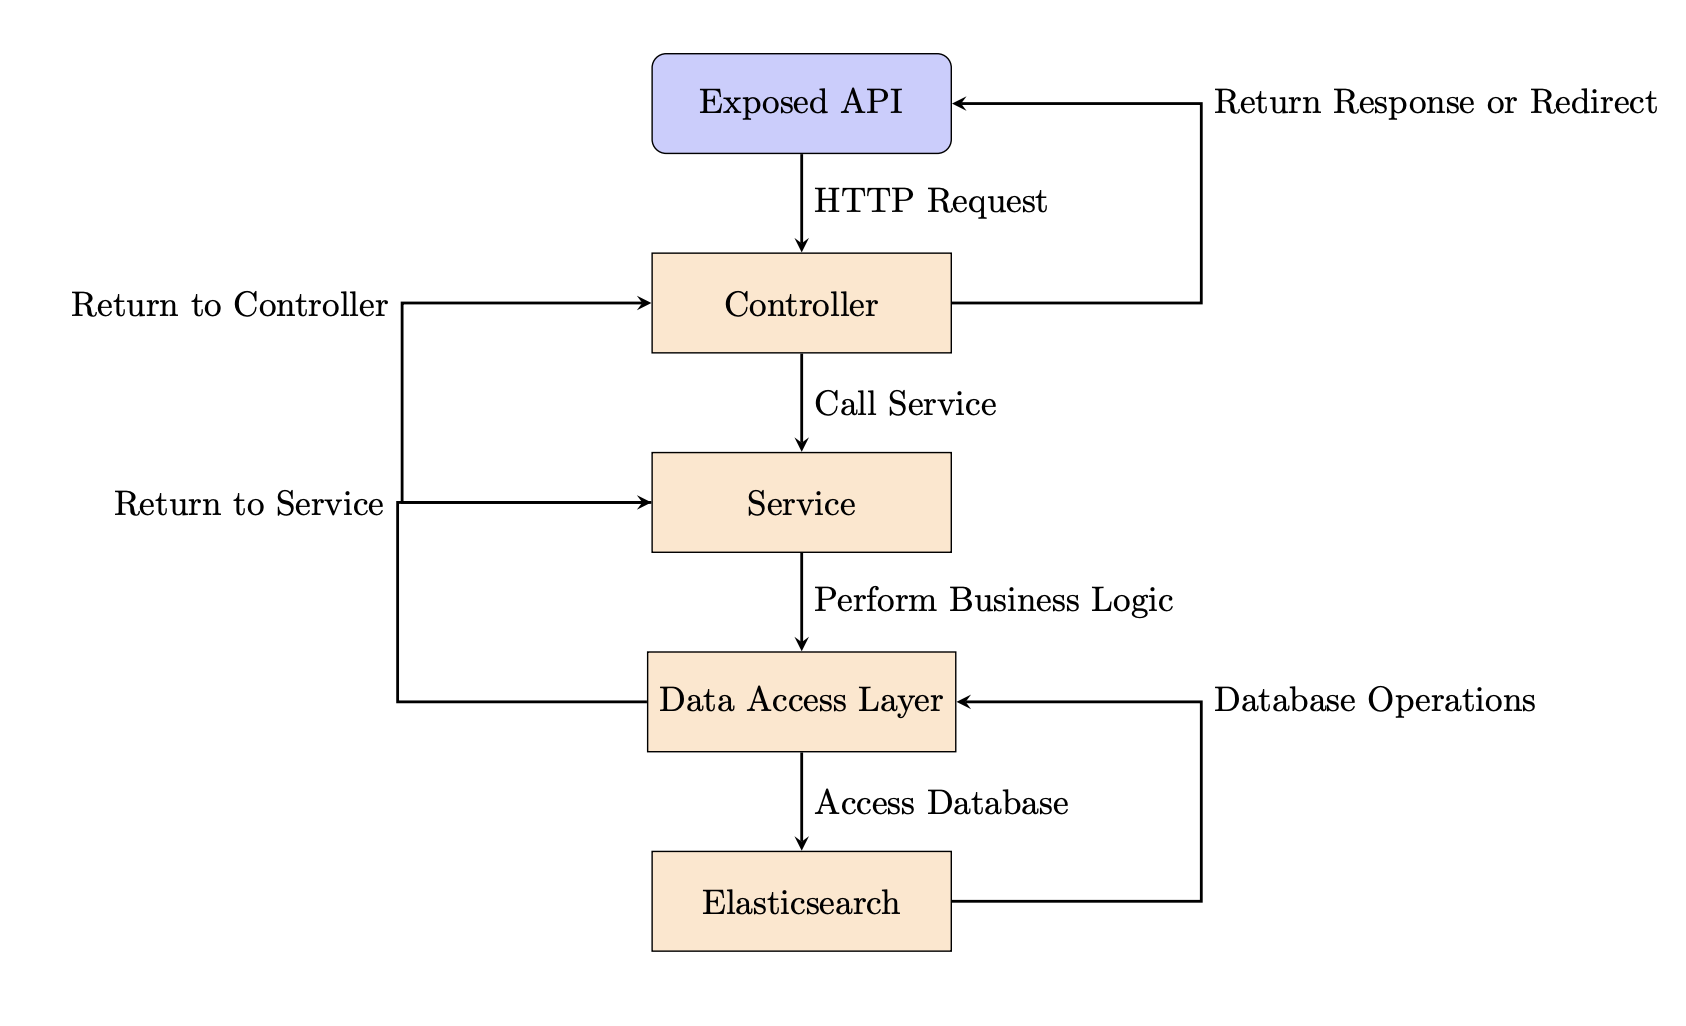 Exposed API
Return Response or Redirect
HTTP Request
Return to Controller
Controller
Call Service
Return to Service
Service
Perform Business Logic
Data Access Layer
Database Operations
Access Database
Elasticsearch